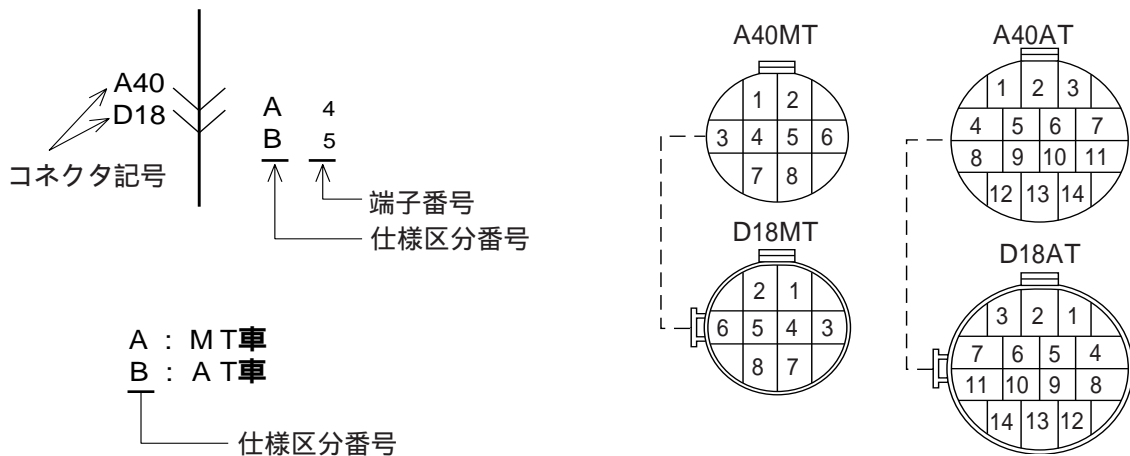 A40
D18
コネクタ記号
A 4
B 5
端子番号
仕様区分番号
A : MT車
B : AT車
仕様区分番号
A40MT
1 2
3 4 5 6
7 8
D18MT
2 1
6 5 4 3
8 7
A40AT
1 2 3
4 5 6 7
8 9 10 11
12 13 14
D18AT
3 2 1
7 6 5 4
11 10 9 8
14 13 12